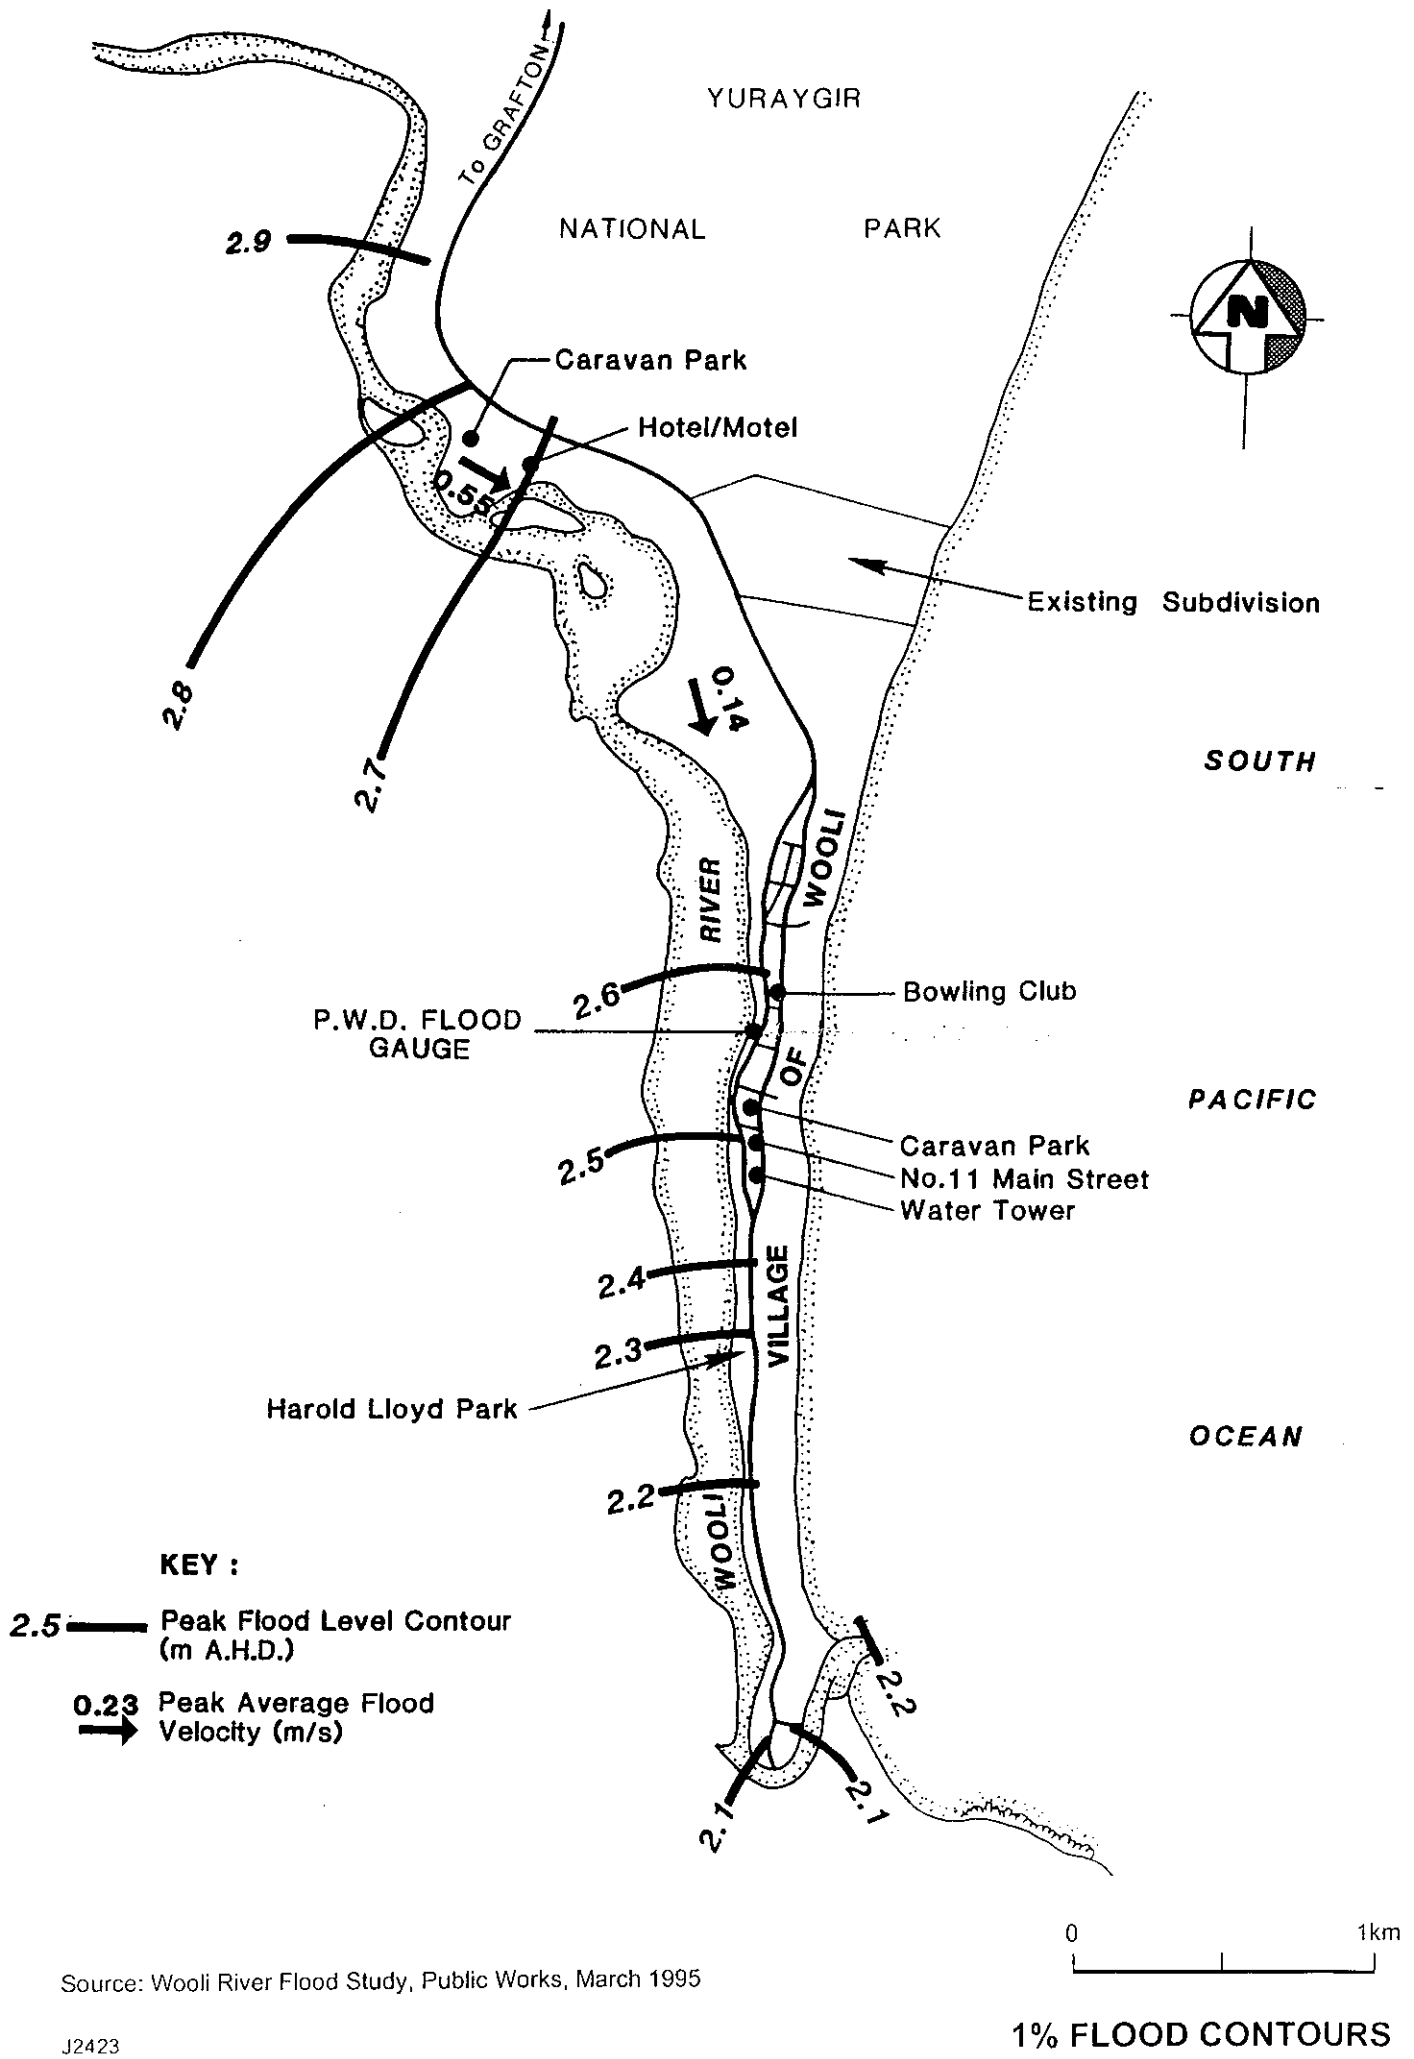 To GRAFTON
YURAYGIR
NATIONAL PARK
2.9
N
Caravan Park
Hotel/Motel
0.55
Existing Subdivision
2.8
0.14
2.7
SOUTH
WOOLI
RIVER
2.6
Bowling Club
P.W.D. FLOOD
GAUGE
OF
PACIFIC
Caravan Park
2.5
No.11 Main Street
Water Tower
2.4
VILLAGE
2.3
Harold Lloyd Park
OCEAN
2.2
WOOLI
KEY :
2.5 Peak Flood Level Contour
(m A.H.D.)
2.2
0.23 Peak Average Flood
Velocity (m/s)
2.1
2.1
0 1km
Source: Wooli River Flood Study, Public Works, March 1995
1% FLOOD CONTOURS
J2423